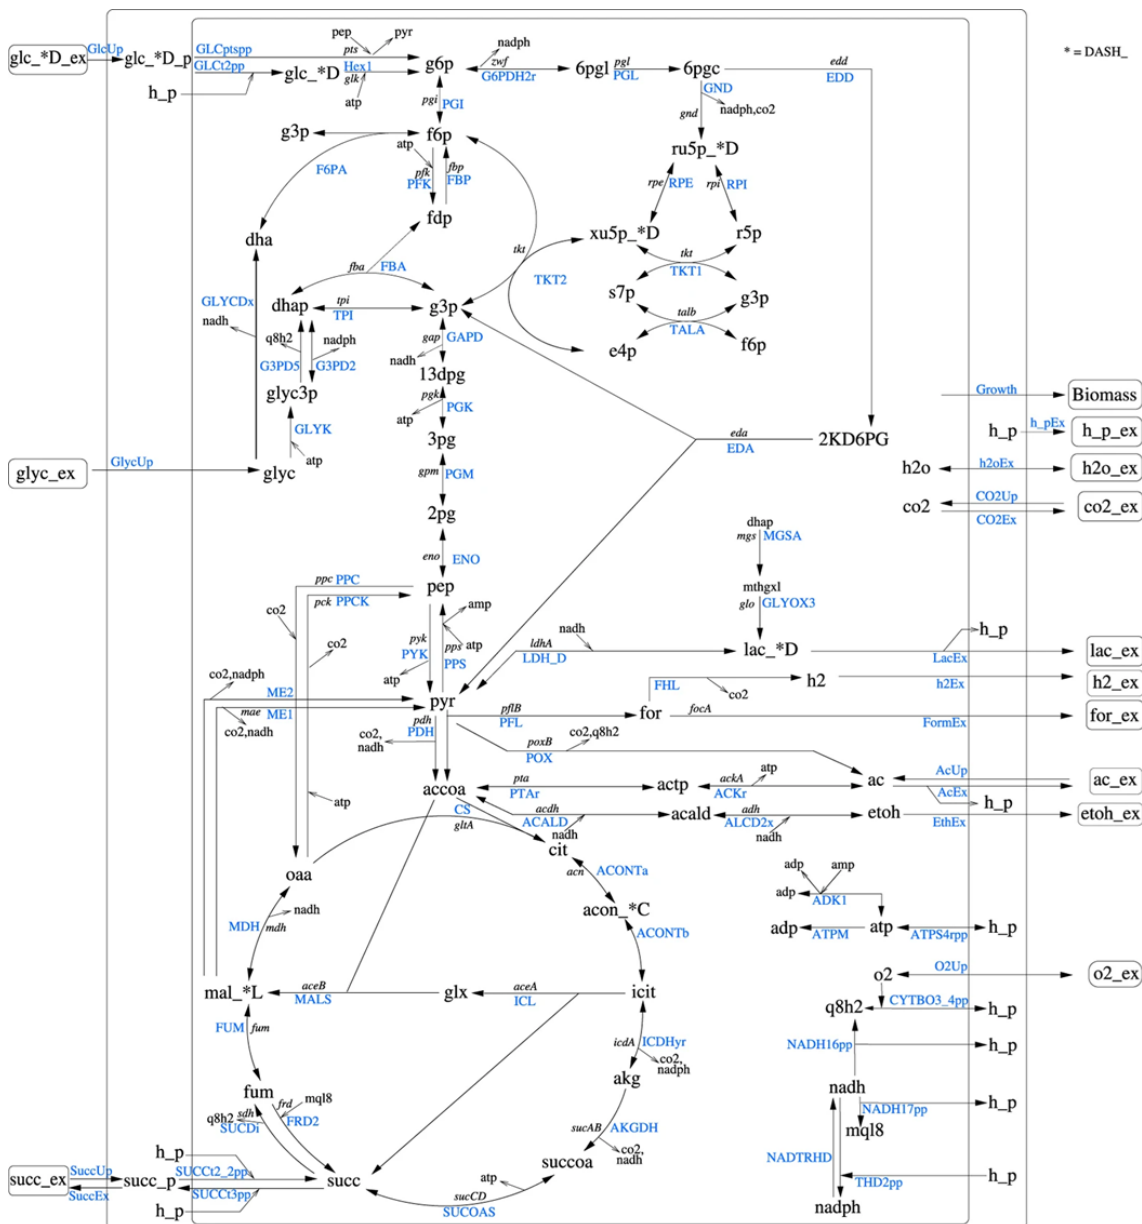 * = DASH_
glc_*D_ex
GlcUp
glc_*D_p
GLCptspp
GLCt2pp
h_p
glc_*D
pep
pyr
pts
Hex1
glk
atp
g6p
nadph
zwf
G6PDH2r
6pgl
pgl
PGL
6pgc
edd
EDD
GND
gnd
nadph,co2
pgi
PGI
g3p
f6p
F6PA
atp
pfk
PFK
fbp
FBP
fdp
ru5p_*D
rpe
RPE
rpi
RPI
dha
xu5p_*D
r5p
tkt
TKT2
tkt
TKT1
s7p
g3p
talb
TALA
e4p
f6p
fba
FBA
GLYCDx
nadh
dhap
tpi
TPI
g3p
q8h2
nadph
G3PD5
G3PD2
glyc3p
GLYK
atp
gap
GAPD
nadh
13dpg
pgk
PGK
atp
3pg
gpm
PGM
2pg
eno
ENO
glyc_ex
GlycUp
glyc
eda
EDA
2KD6PG
Growth
Biomass
h_p
h_pEx
h_p_ex
h2o
h2oEx
h2o_ex
co2
CO2Up
CO2Ex
co2_ex
dhap
mgs
MGSA
mthgxl
glo
GLYOX3
pep
ppc
PPC
pck
PPCK
co2
co2
amp
pyk
PYK
atp
pps
atp
PPS
nadh
ldhA
LDH_D
lac_*D
h_p
LacEx
lac_ex
co2,nadph
ME2
mae
ME1
co2,nadh
pyr
FHL
co2
h2
h2Ex
h2_ex
pflB
PFL
for
focA
FormEx
for_ex
pdh
PDH
co2,
nadh
poxB
POX
co2,q8h2
ac
AcUp
AcEx
ac_ex
h_p
accoa
pta
PTAr
actp
ackA
ACKr
atp
acdh
ACALD
nadh
acald
adh
ALCD2x
nadh
etoh
EthEx
etoh_ex
atp
CS
gltA
cit
oaa
acn
ACONTa
acon_*C
ACONTb
MDH
mdh
nadh
adp
amp
adp
ADK1
adp
ATPM
atp
ATPS4rpp
h_p
mal_*L
aceB
MALS
glx
aceA
ICL
icit
o2
O2Up
o2_ex
q8h2
CYTBO3_4pp
h_p
NADH16pp
h_p
FUM
fum
icdA
ICDHyr
co2,
nadph
akg
nadh
NADH17pp
h_p
mql8
fum
q8h2
sdh
SUCDi
frd
mql8
FRD2
sucAB
AKGDH
co2,
nadh
succoa
NADTRHD
THD2pp
h_p
nadph
succ_ex
SuccUp
SuccEx
succ_p
h_p
SUCCt2_2pp
SUCCt3pp
h_p
succ
atp
sucCD
SUCOAS